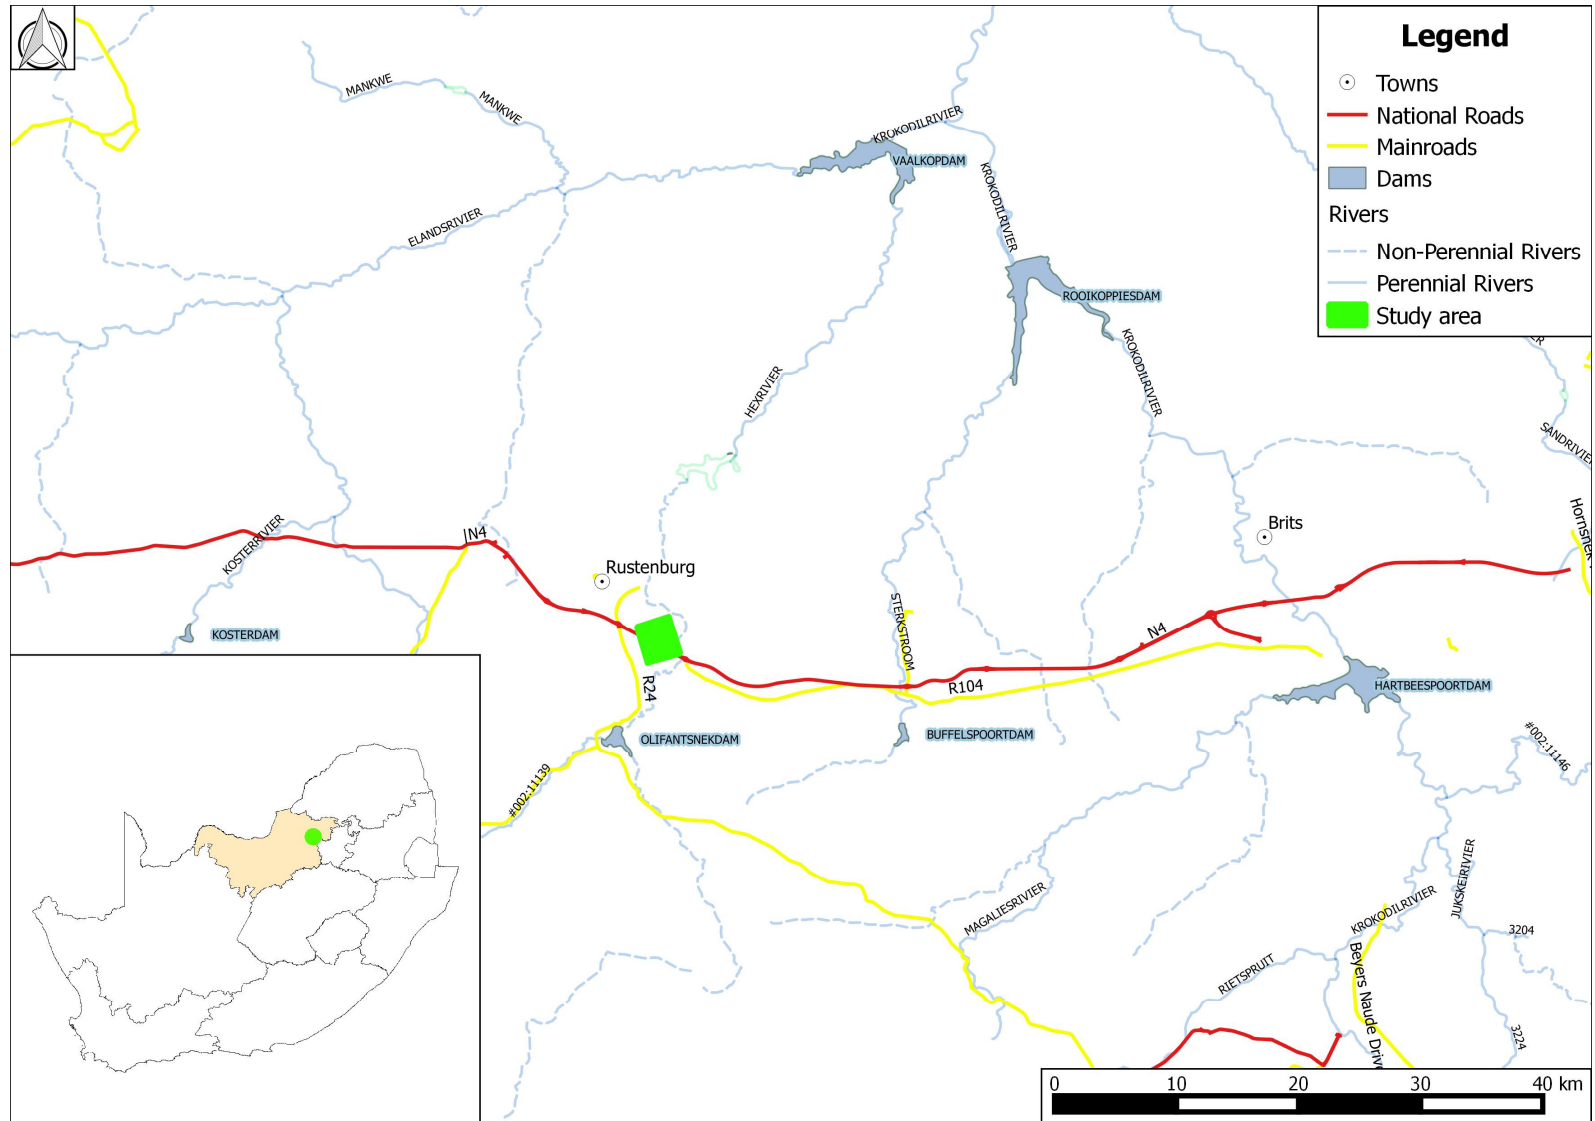 Legend
Towns
National Roads
Mainroads
Dams
Rivers
Non-Perennial Rivers
Perennial Rivers
Study area
MANKWE
MANKWE
KROKODILRIVIER
VAALKOPDAM
KROKODILRIVIER
ELANDSRIVIER
ROOIKOPPIESDAM
KROKODILRIVIER
HEXRIVIER
SANDRIVIER
Hornsnek
N4
KOSTERRIVIER
Brits
Rustenburg
STERKSTROOM
KOSTERDAM
N4
R24
R104
HARTBEESPOORTDAM
OLIFANTSNEKDAM
BUFFELSPOORTDAM
#002:11146
#002:11139
JUKSKEIRIVIER
MAGALIESRIVIER
KROKODILRIVIER
3204
RIETSPRUIT
Beyers Naude Drive
3224
0 10 20 30 40 km